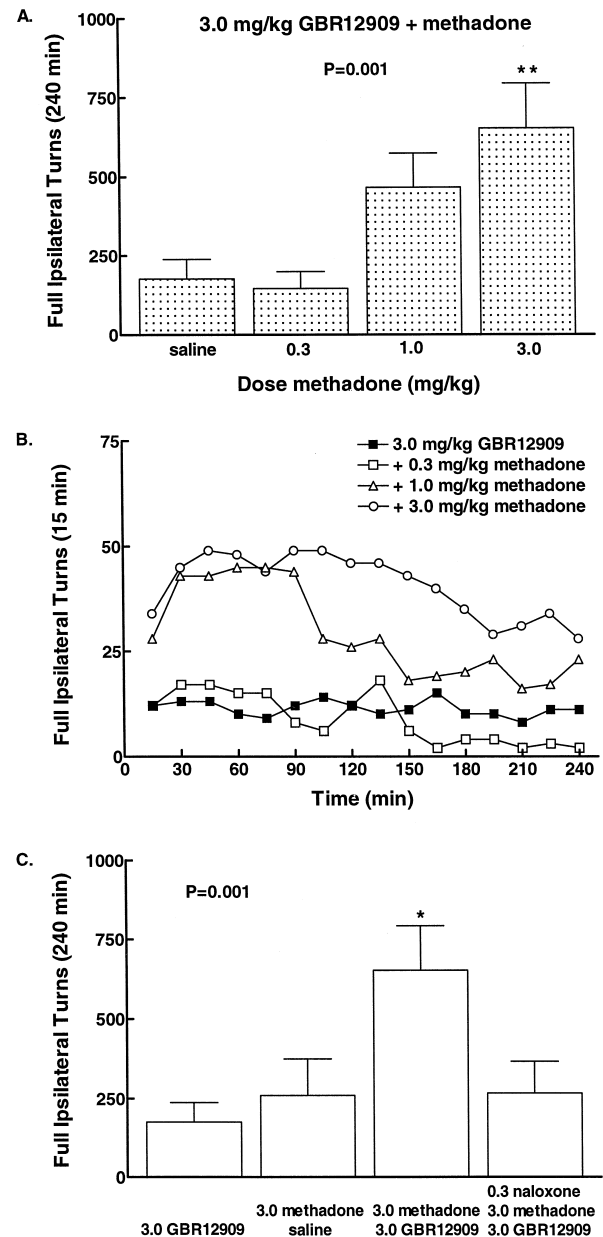 A.
3.0 mg/kg GBR12909 + methadone
P=0.001
**
Full Ipsilateral Turns (240 min)
1000
750
500
250
0
saline 0.3 1.0 3.0
Dose methadone (mg/kg)
B.
3.0 mg/kg GBR12909
+ 0.3 mg/kg methadone
+ 1.0 mg/kg methadone
+ 3.0 mg/kg methadone
Full Ipsilateral Turns (15 min)
75
50
25
0
0 30 60 90 120 150 180 210 240
Time (min)
C.
P=0.001
*
Full Ipsilateral Turns (240 min)
1000
750
500
250
0
3.0 GBR12909
3.0 methadone
saline
3.0 methadone
3.0 GBR12909
0.3 naloxone
3.0 methadone
3.0 GBR12909